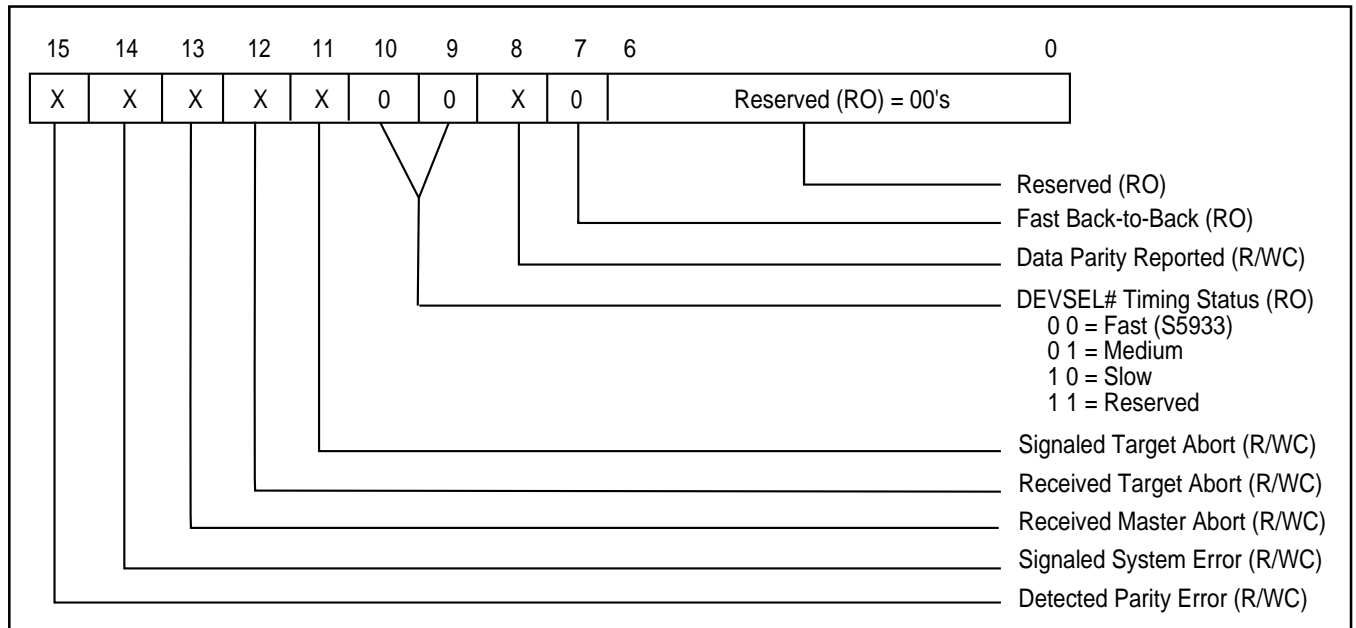 15 14 13 12 11 10 9 8 7 6 0
X X X X X 0 0 X 0 Reserved (RO) = 00's
Reserved (RO)
Fast Back-to-Back (RO)
Data Parity Reported (R/WC)
DEVSEL# Timing Status (RO)
0 0 = Fast (S5933)
0 1 = Medium
1 0 = Slow
1 1 = Reserved
Signaled Target Abort (R/WC)
Received Target Abort (R/WC)
Received Master Abort (R/WC)
Signaled System Error (R/WC)
Detected Parity Error (R/WC)